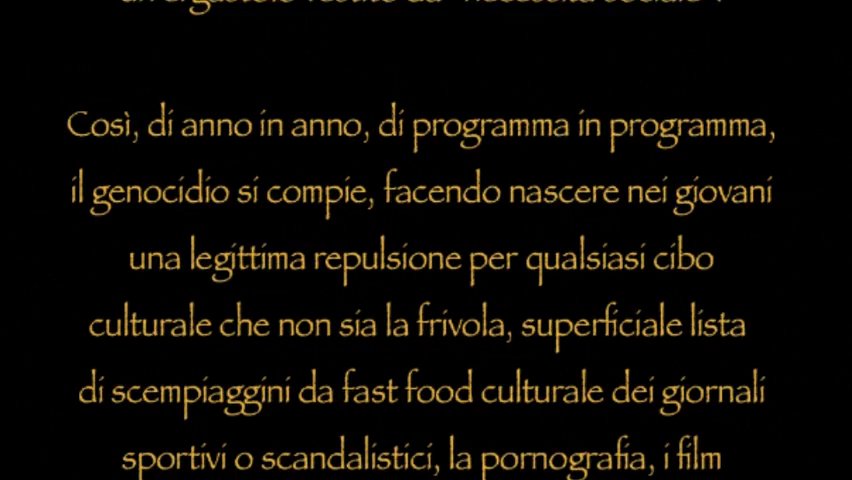 Così, di anno in anno, di programma in programma,
il genocidio si compie, facendo nascere nei giovani
una legittima repulsione per qualsiasi cibo
culturale che non sia la frivola, superficiale lista
di scempiaggini da fast food culturale dei giornali
sportivi o scandalistici, la pornografia, i film